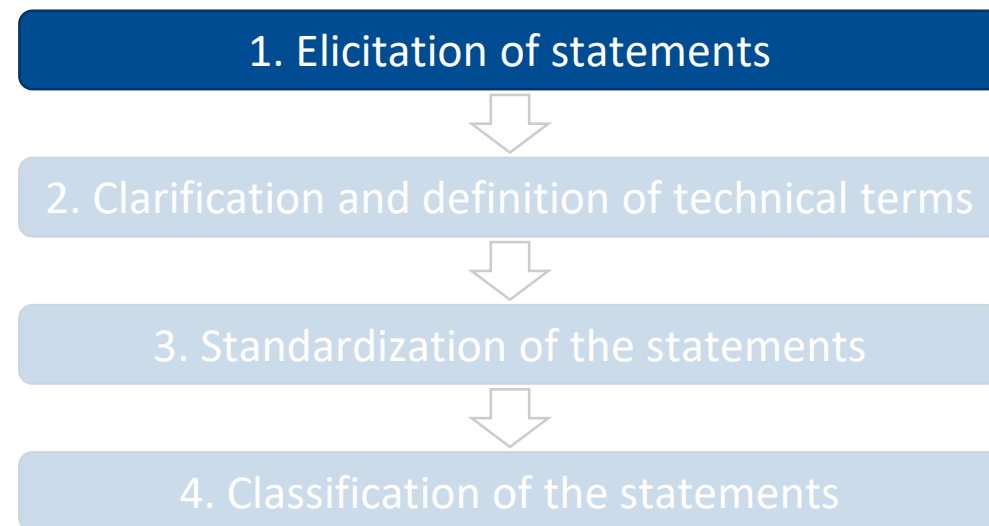 1. Elicitation of statements
2. Clarification and definition of technical terms
3. Standardization of the statements
4. Classification of the statements